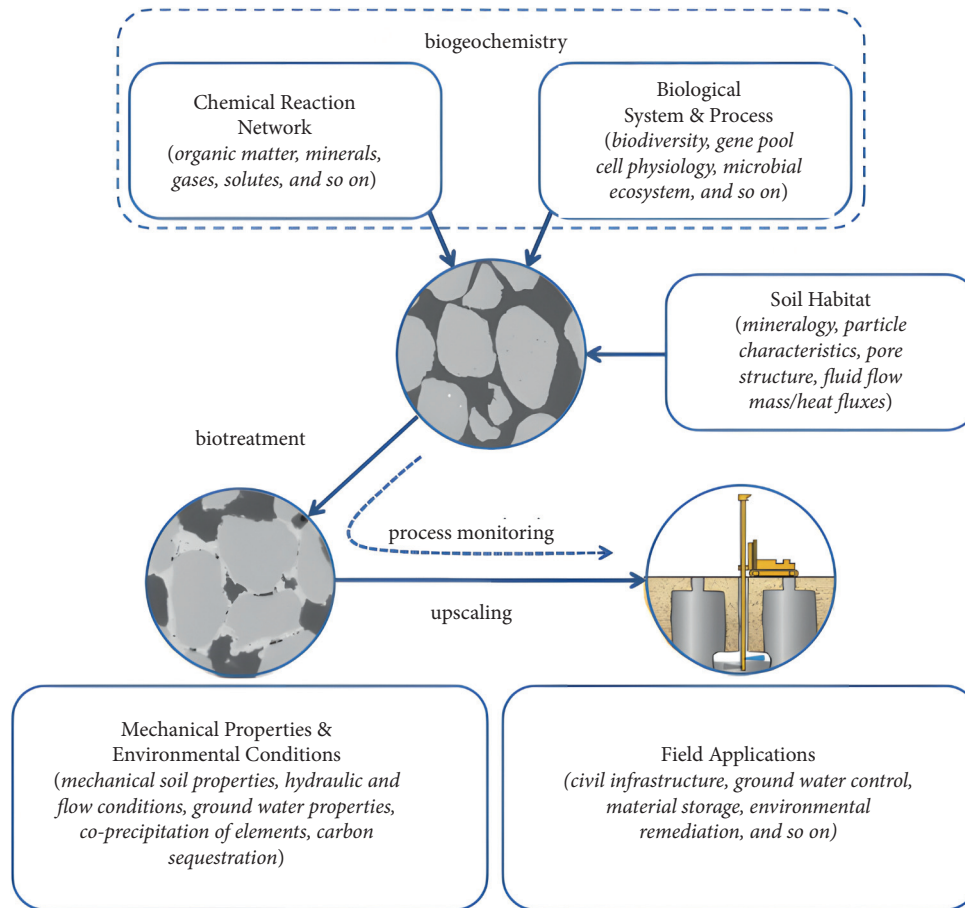 biogeochemistry
Chemical Reaction
Network
(organic matter, minerals,
gases, solutes, and so on)
Biological
System & Process
(biodiversity, gene pool
cell physiology, microbial
ecosystem, and so on)
Soil Habitat
(mineralogy, particle
characteristics, pore
structure, fluid flow
mass/heat fluxes)
biotreatment
process monitoring
upscaling
Mechanical Properties &
Environmental Conditions
(mechanical soil properties, hydraulic and
flow conditions, ground water properties,
co-precipitation of elements, carbon
sequestration)
Field Applications
(civil infrastructure, ground water control,
material storage, environmental
remediation, and so on)